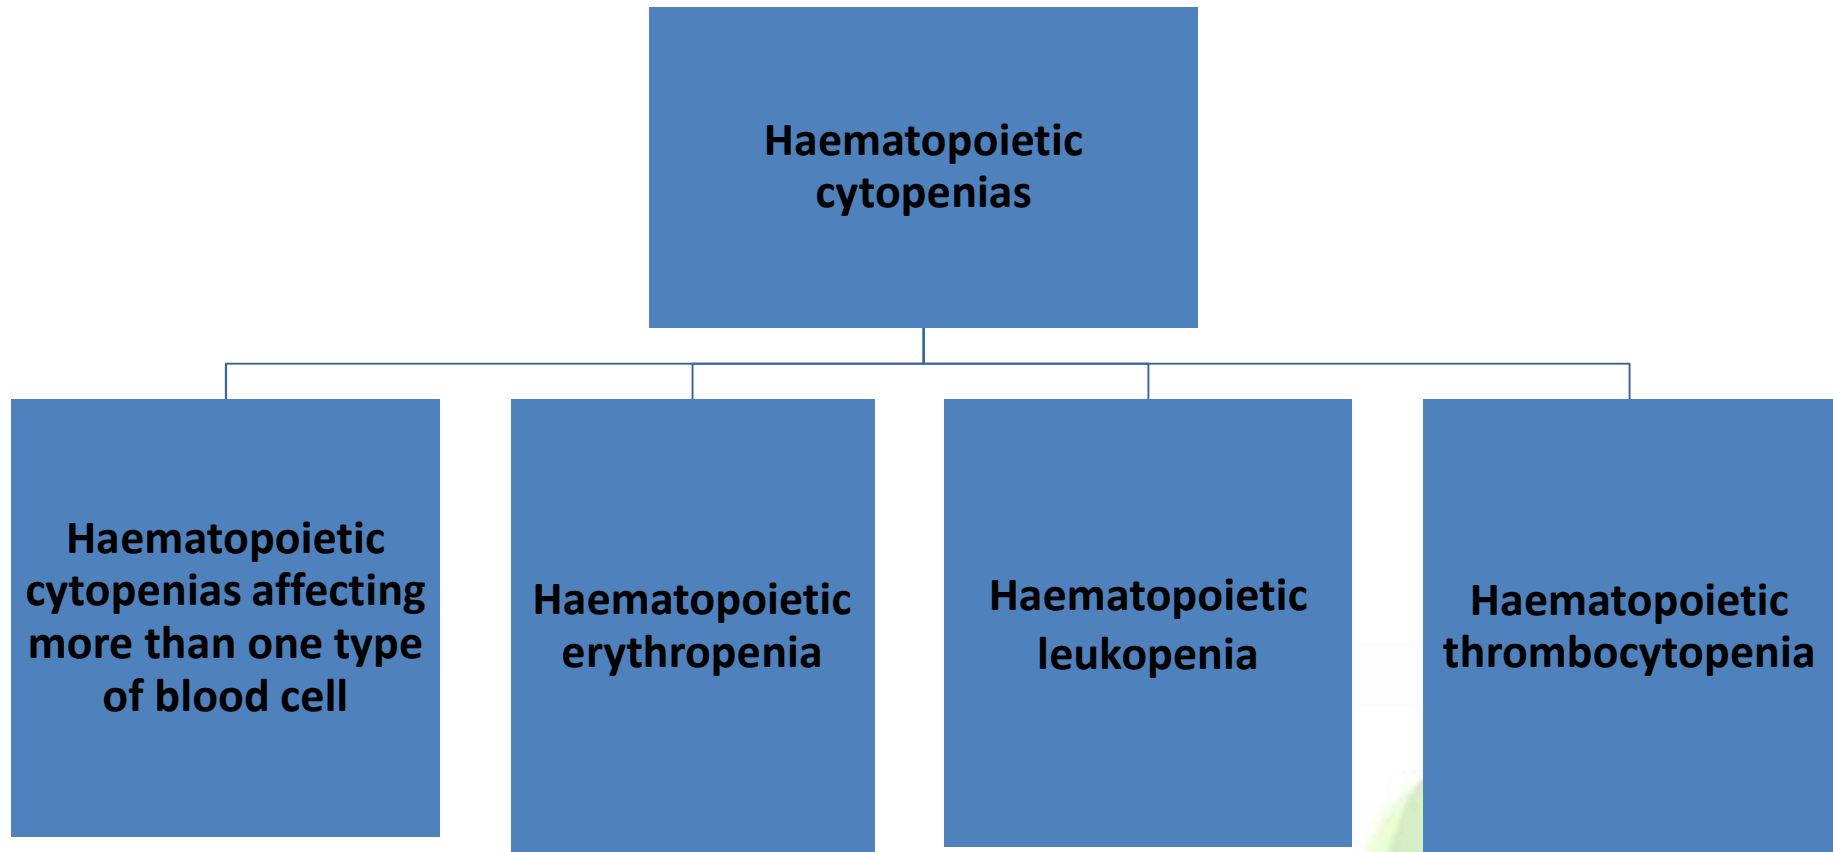 Haematopoietic
cytopenias
Haematopoietic
cytopenias affecting
more than one type
of blood cell
Haematopoietic
erythropenia
Haematopoietic
leukopenia
Haematopoietic
thrombocytopenia